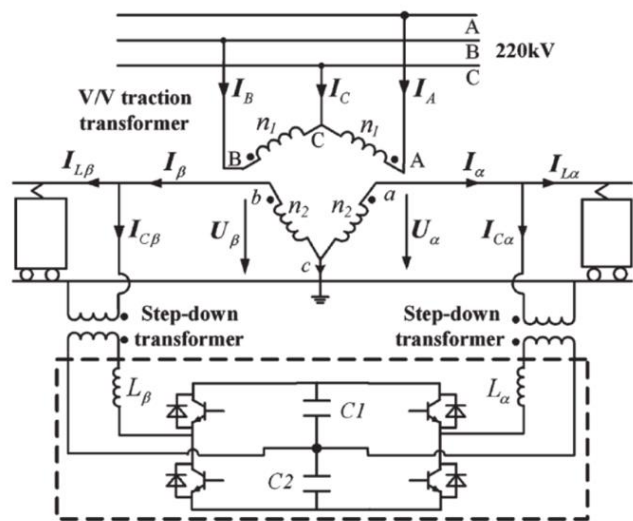 A
B
C
220kV
V/V traction
transformer
I_B
I_C
I_A
n_1
n_1
B
C
A
I_Lβ
I_β
I_α
I_Lα
b
n_2
n_2
a
I_Cβ
U_β
U_α
I_Cα
c
Step-down
transformer
Step-down
transformer
L_β
C1
L_α
C2